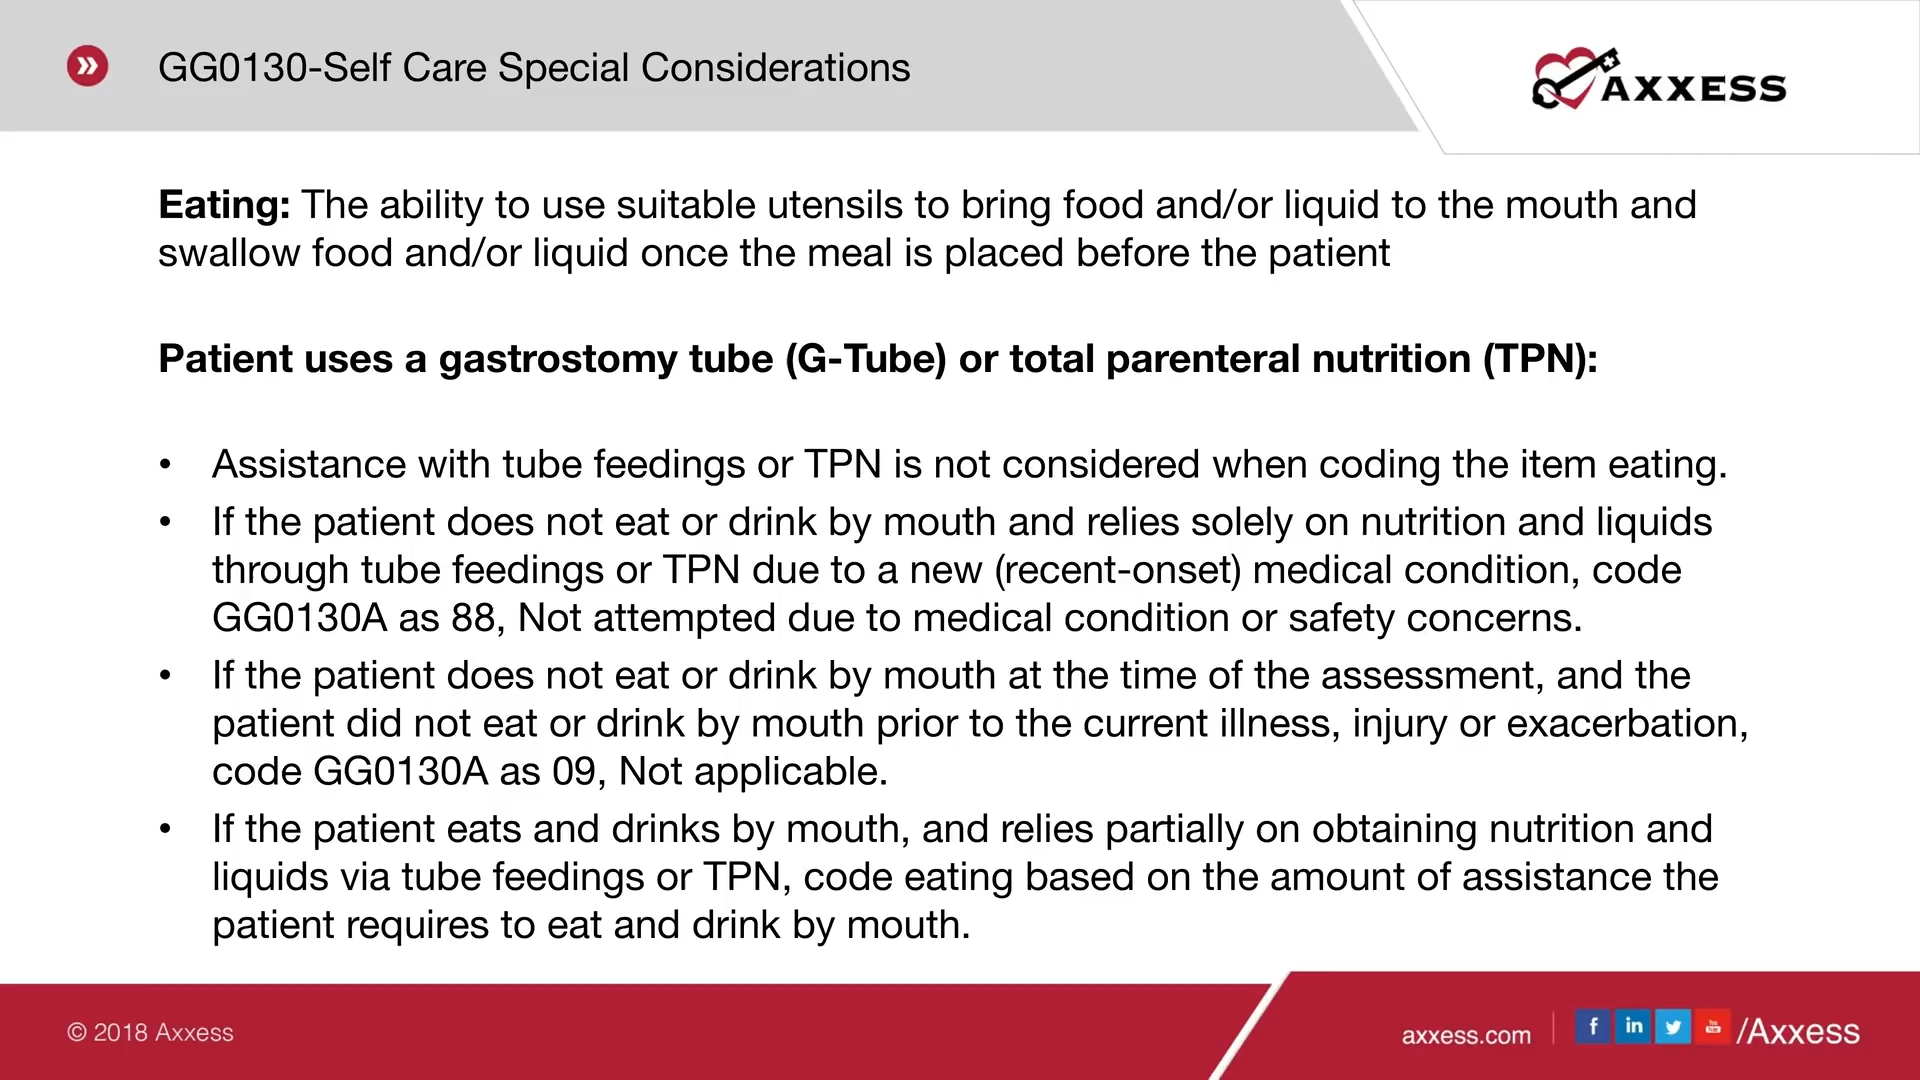 GG0130-Self Care Special Considerations
AXXESS
Eating: The ability to use suitable utensils to bring food and/or liquid to the mouth and
swallow food and/or liquid once the meal is placed before the patient
Patient uses a gastrostomy tube (G-Tube) or total parenteral nutrition (TPN):
• Assistance with tube feedings or TPN is not considered when coding the item eating.
• If the patient does not eat or drink by mouth and relies solely on nutrition and liquids
through tube feedings or TPN due to a new (recent-onset) medical condition, code
GG0130A as 88, Not attempted due to medical condition or safety concerns.
• If the patient does not eat or drink by mouth at the time of the assessment, and the
patient did not eat or drink by mouth prior to the current illness, injury or exacerbation,
code GG0130A as 09, Not applicable.
• If the patient eats and drinks by mouth, and relies partially on obtaining nutrition and
liquids via tube feedings or TPN, code eating based on the amount of assistance the
patient requires to eat and drink by mouth.
© 2018 Axxess
axxess.com
f in You Tube /Axxess